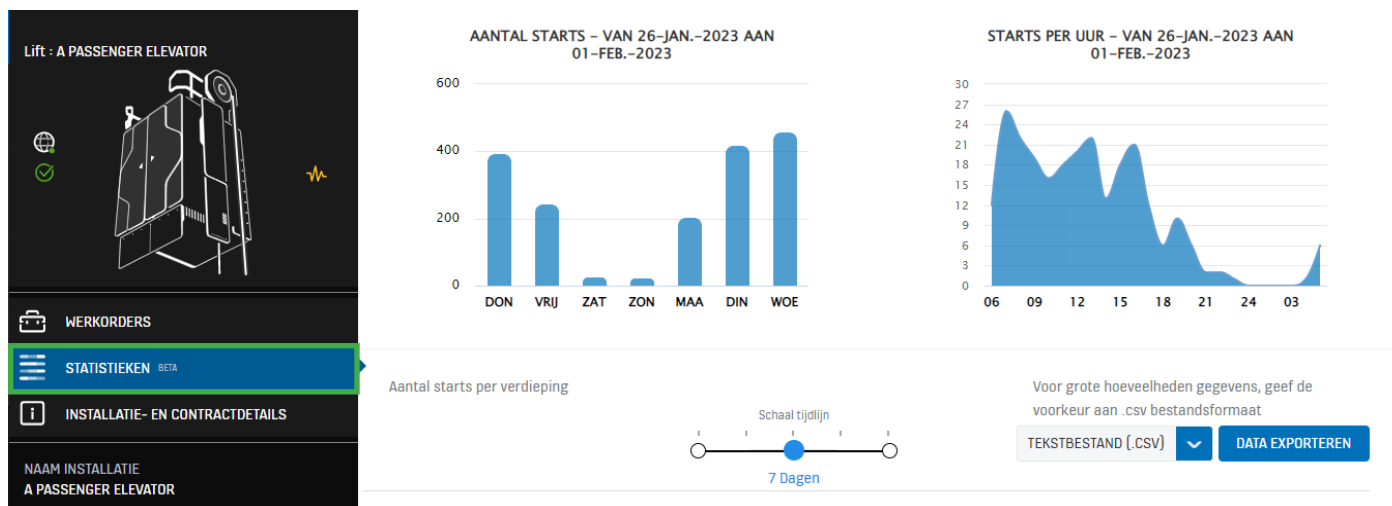 Lift : A PASSENGER ELEVATOR
WERKORDERS
STATISTIEKEN BETA
INSTALLATIE- EN CONTRACTDETAILS
NAAM INSTALLATIE
A PASSENGER ELEVATOR
AANTAL STARTS – VAN 26–JAN.–2023 AAN
01–FEB.–2023
600
400
200
0
DON VRIJ ZAT ZON MAA DIN WOE
STARTS PER UUR – VAN 26–JAN.–2023 AAN
01–FEB.–2023
30
27
24
21
18
15
12
9
6
3
0
06 09 12 15 18 21 24 03
Aantal starts per verdieping
Schaal tijdlijn
7 Dagen
Voor grote hoeveelheden gegevens, geef de
voorkeur aan .csv bestandsformaat
TEKSTBESTAND (.CSV)
DATA EXPORTEREN